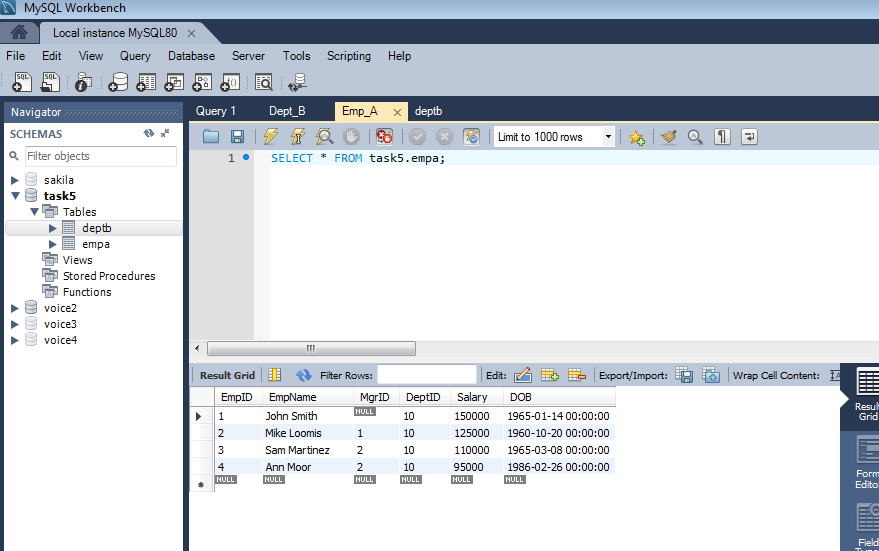 MySQL Workbench
Local instance MySQL80
File Edit View Query Database Server Tools Scripting Help
Navigator
SCHEMAS
Filter objects
sakila
task5
Tables
deptb
empa
Views
Stored Procedures
Functions
voice2
voice3
voice4
Query 1 Dept_B Emp_A deptb
Limit to 1000 rows
1 SELECT * FROM task5.empa;
Result Grid Filter Rows: Edit: Export/Import: Wrap Cell Content:
EmpID EmpName MgrID DeptID Salary DOB
1 John Smith NULL 10 150000 1965-01-14 00:00:00
2 Mike Loomis 1 10 125000 1960-10-20 00:00:00
3 Sam Martinez 2 10 110000 1965-03-08 00:00:00
4 Ann Moor 2 10 95000 1986-02-26 00:00:00
NULL NULL NULL NULL NULL NULL
Result
Grid
Form
Editor
Field